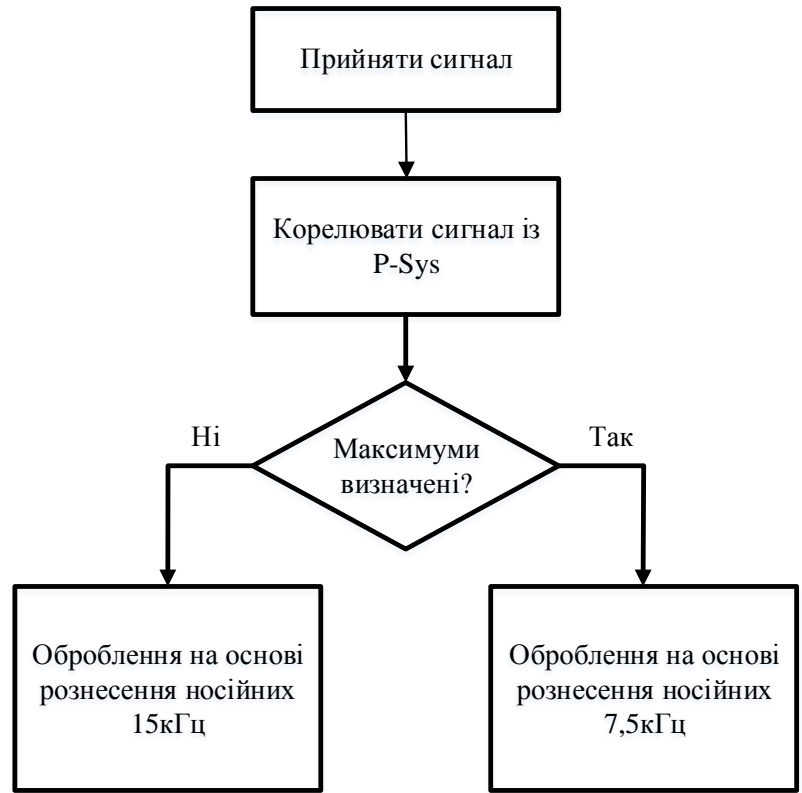 Прийняти сигнал
Корелювати сигнал із
P-Sys
Ні
Так
Максимуми
визначені?
Оброблення на основі
рознесення носійних
15кГц
Оброблення на основі
рознесення носійних
7,5кГц